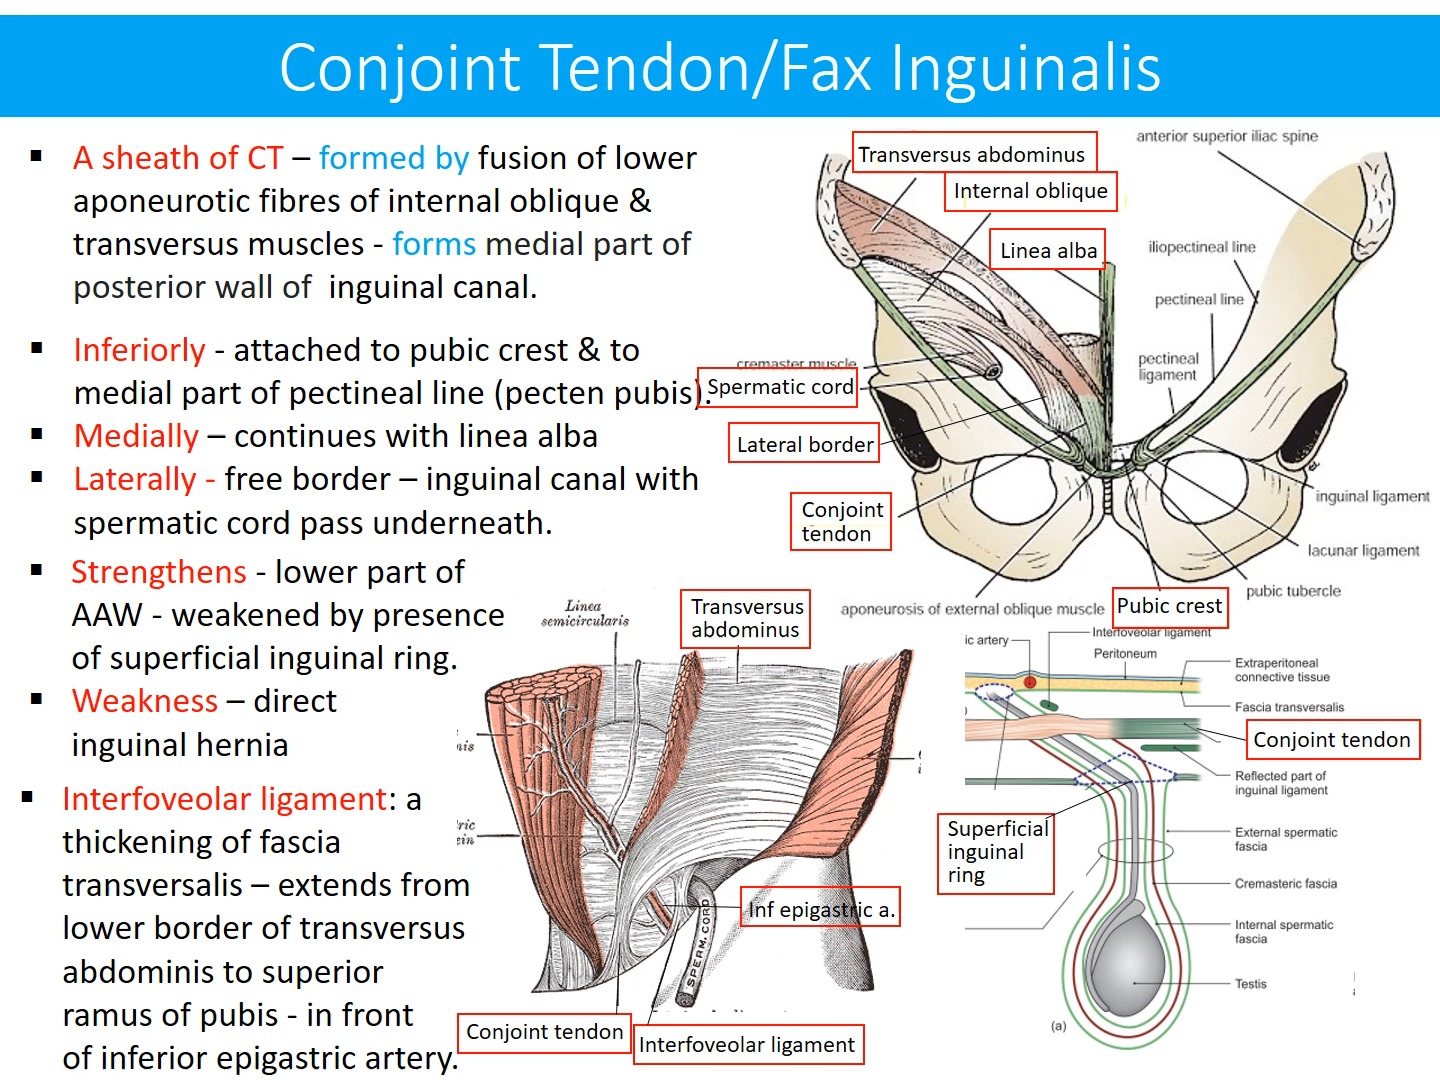 Conjoint Tendon/Fax Inguinalis
▪ A sheath of CT – formed by fusion of lower
aponeurotic fibres of internal oblique &
transversus muscles - forms medial part of
posterior wall of inguinal canal.
▪ Inferiorly - attached to pubic crest & to
medial part of pectineal line (pecten pubis).
▪ Medially – continues with linea alba
▪ Laterally - free border – inguinal canal with
spermatic cord pass underneath.
▪ Strengthens - lower part of
AAW - weakened by presence
of superficial inguinal ring.
▪ Weakness – direct
inguinal hernia
▪ Interfoveolar ligament: a
thickening of fascia
transversalis – extends from
lower border of transversus
abdominis to superior
ramus of pubis - in front
of inferior epigastric artery.
Transversus abdominus
Internal oblique
Linea alba
anterior superior iliac spine
iliopectineal line
pectineal line
pectineal
ligament
cremaster muscle
Spermatic cord
Lateral border
Conjoint
tendon
inguinal ligament
lacunar ligament
pubic tubercle
aponeurosis of external oblique muscle
Pubic crest
Linea
semicircularis
Transversus
abdominus
nis
ric
ein
Inf epigastric a.
SPERM. CORD
Conjoint tendon
Interfoveolar ligament
ic artery
Interfoveolar ligament
Peritoneum
Extraperitoneal
connective tissue
Fascia transversalis
Conjoint tendon
Reflected part of
inguinal ligament
Superficial
inguinal
ring
External spermatic
fascia
Cremasteric fascia
Internal spermatic
fascia
Testis
(a)